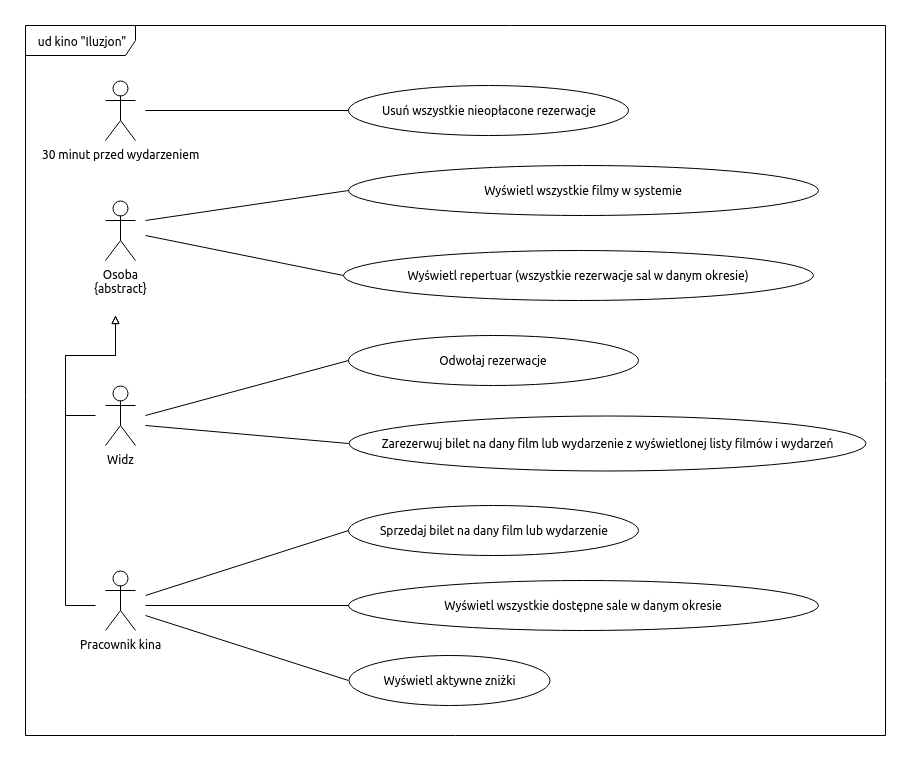 ud kino "Iluzjon"
Usuń wszystkie nieopłacone rezerwacje
30 minut przed wydarzeniem
Wyświetl wszystkie filmy w systemie
Osoba
{abstract}
Wyświetl repertuar (wszystkie rezerwacje sal w danym okresie)
Odwołaj rezerwacje
Widz
Zarezerwuj bilet na dany film lub wydarzenie z wyświetlonej listy filmów i wydarzeń
Sprzedaj bilet na dany film lub wydarzenie
Wyświetl wszystkie dostępne sale w danym okresie
Pracownik kina
Wyświetl aktywne zniżki